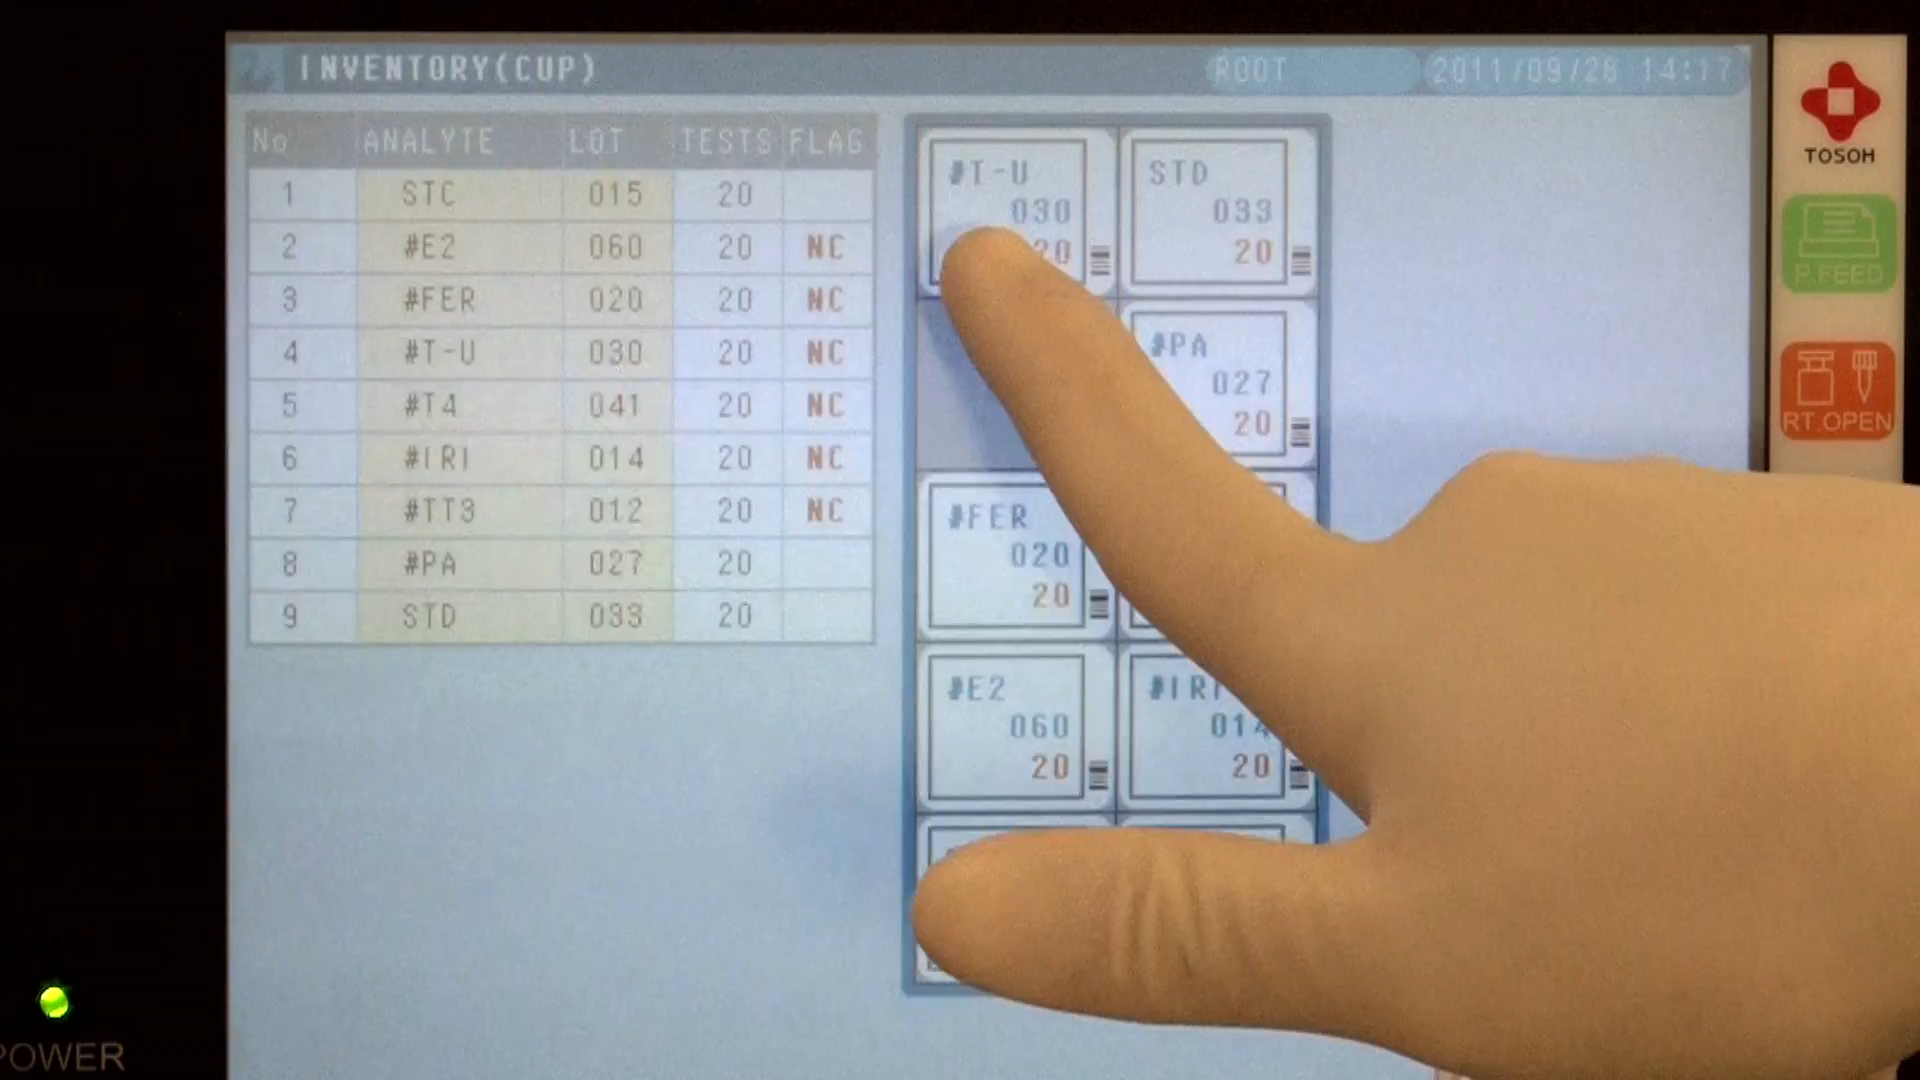 INVENTORY(CUP) ROOT 2011/09/28 14:17
No ANALYTE LOT TESTS FLAG
1 STC 015 20
2 #E2 060 20 NC
3 #FER 020 20 NC
4 #T-U 030 20 NC
5 #T4 041 20 NC
6 #IRI 014 20 NC
7 #TT3 012 20 NC
8 #PA 027 20
9 STD 033 20
#T-U
030
20
STD
033
20
#PA
027
20
#FER
020
20
#E2
060
20
#IRI
014
20
TOSOH
P.FEED
RT.OPEN
POWER